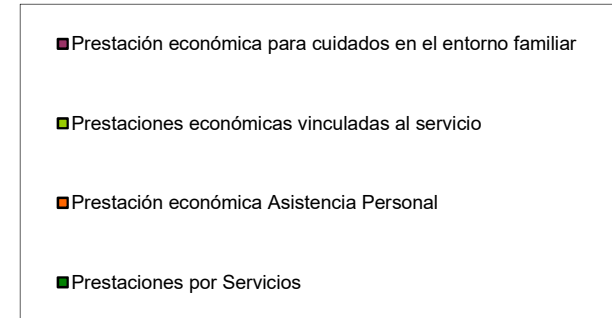 Prestación económica para cuidados en el entorno familiar
Prestaciones económicas vinculadas al servicio
Prestación económica Asistencia Personal
Prestaciones por Servicios